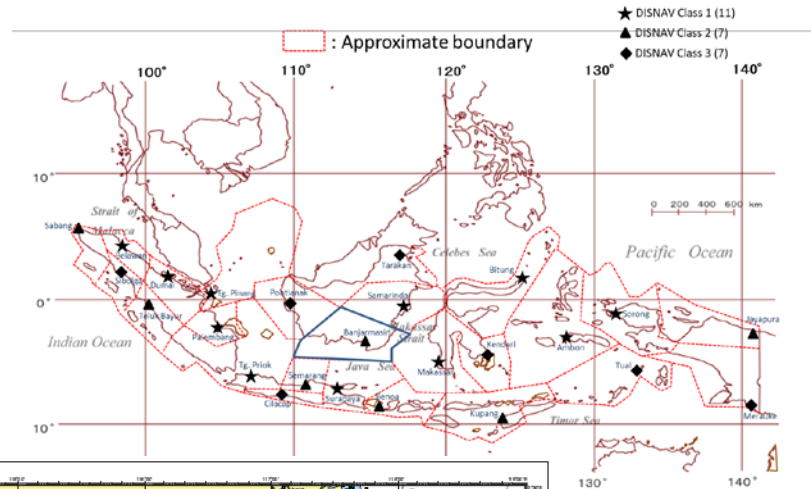 ★ DISNAV Class 1 (11)
▲ DISNAV Class 2 (7)
◆ DISNAV Class 3 (7)
: Approximate boundary
100° 110° 120° 130° 140°
10°
0 200 400 600 km
Strait of
Malacca
Sabang
Belawan
Sibolga
Dumai
Tg. Pinang
Teluk Bayur
Palembang
Pontianak
Tarakan
Celebes Sea
Pacific Ocean
Bitung
0°
Samarinda
Makassar
Strait
Banjarmasin
Sorong
Jayapura
Indian Ocean
Java Sea
Kendari
Ambon
Makassar
Tual
Tg. Priok
Semarang
Cilacap
Surabaya
Benoa
Kupang
Timor Sea
Merauke
10°
130° 140°